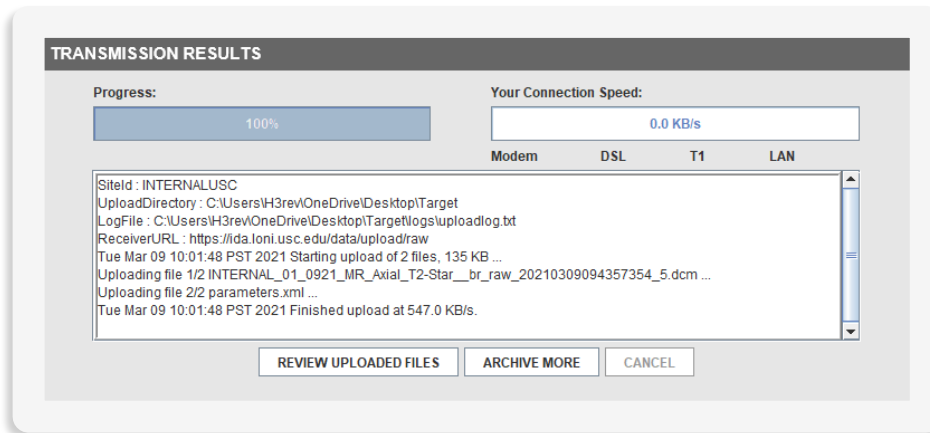 TRANSMISSION RESULTS
Progress:
Your Connection Speed:
100%
0.0 KB/s
Modem DSL T1 LAN
SiteId : INTERNALUSC
UploadDirectory : C:\Users\H3rev\OneDrive\Desktop\Target
LogFile : C:\Users\H3rev\OneDrive\Desktop\Target\logs\uploadlog.txt
ReceiverURL : https://ida.loni.usc.edu/data/upload/raw
Tue Mar 09 10:01:48 PST 2021 Starting upload of 2 files, 135 KB ...
Uploading file 1/2 INTERNAL_01_0921_MR_Axial_T2-Star__br_raw_20210309094357354_5.dcm ...
Uploading file 2/2 parameters.xml ...
Tue Mar 09 10:01:48 PST 2021 Finished upload at 547.0 KB/s.
REVIEW UPLOADED FILES
ARCHIVE MORE
CANCEL